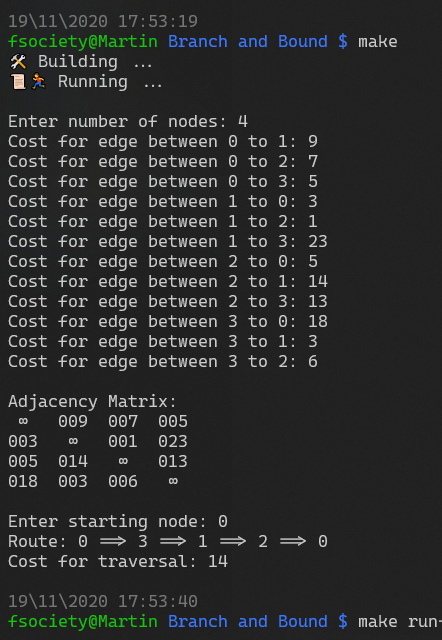 19\11\2020 17:53:19
fsociety@Martin Branch and Bound $ make
🛠 Building ...
📜🏃 Running ...
Enter number of nodes: 4
Cost for edge between 0 to 1: 9
Cost for edge between 0 to 2: 7
Cost for edge between 0 to 3: 5
Cost for edge between 1 to 0: 3
Cost for edge between 1 to 2: 1
Cost for edge between 1 to 3: 23
Cost for edge between 2 to 0: 5
Cost for edge between 2 to 1: 14
Cost for edge between 2 to 3: 13
Cost for edge between 3 to 0: 18
Cost for edge between 3 to 1: 3
Cost for edge between 3 to 2: 6
Adjacency Matrix:
∞ 009 007 005
003 ∞ 001 023
005 014 ∞ 013
018 003 006 ∞
Enter starting node: 0
Route: 0 ==> 3 ==> 1 ==> 2 ==> 0
Cost for traversal: 14
19\11\2020 17:53:40
fsociety@Martin Branch and Bound $ make run-